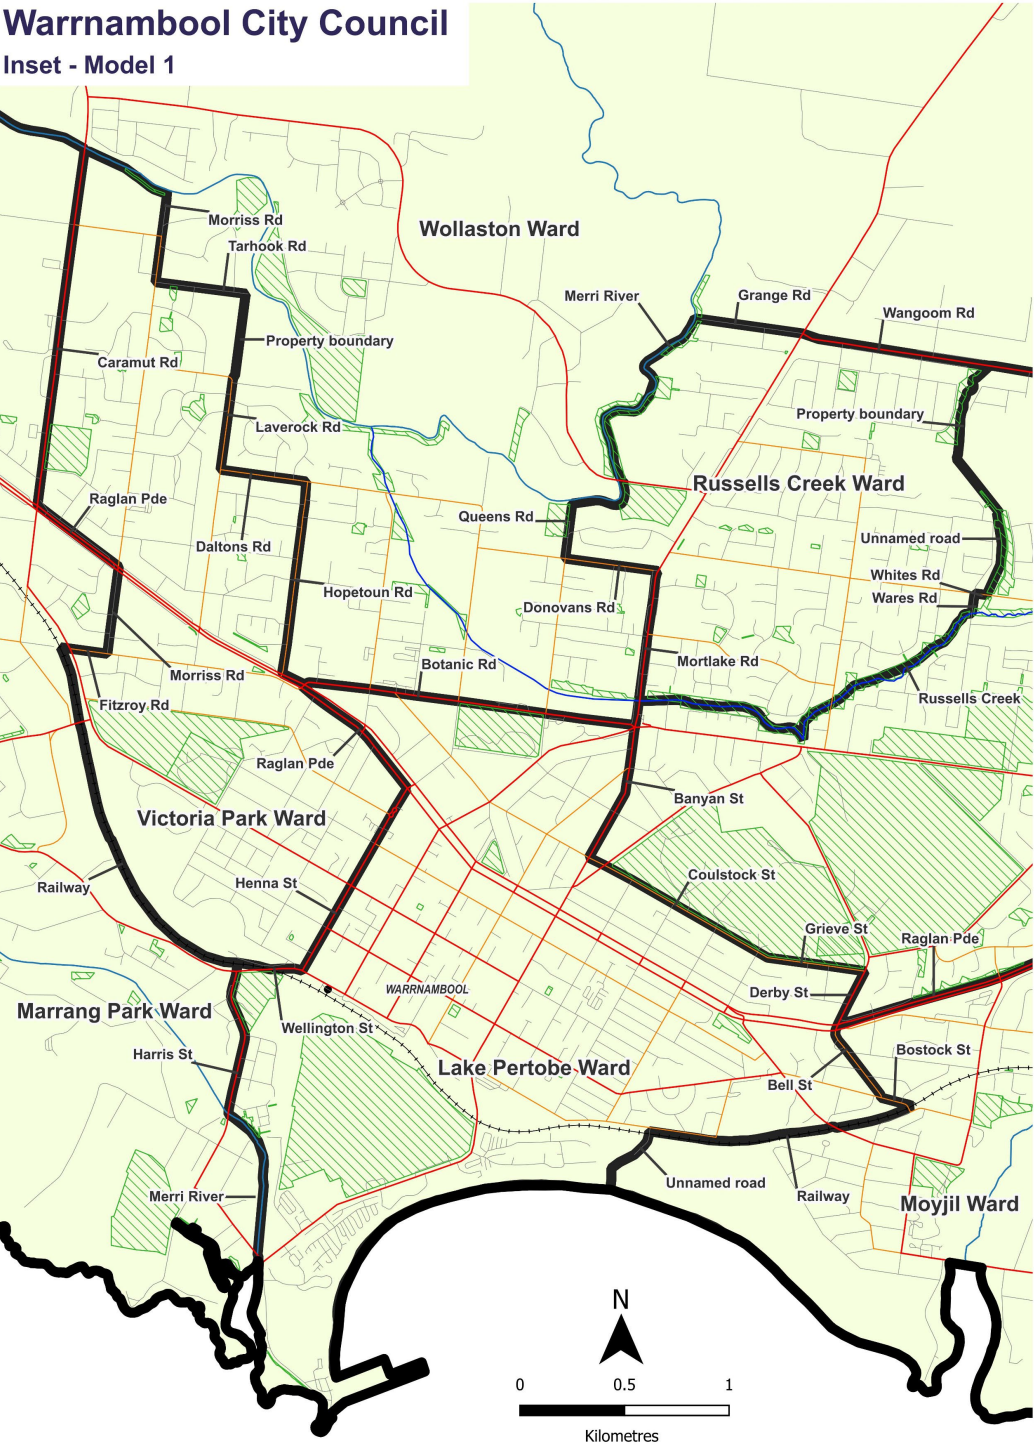 Warrnambool City Council
Inset - Model 1
Morriss Rd
Wollaston Ward
Tarhook Rd
Merri River
Grange Rd
Wangoom Rd
Property boundary
Caramut Rd
Property boundary
Laverock Rd
Russells Creek Ward
Raglan Pde
Queens Rd
Unnamed road
Daltons Rd
Whites Rd
Hopetoun Rd
Wares Rd
Donovans Rd
Mortlake Rd
Botanic Rd
Morriss Rd
Russells Creek
Fitzroy Rd
Raglan Pde
Banyan St
Victoria Park Ward
Coulstock St
Henna St
Railway
Grieve St
Raglan Pde
WARRNAMBOOL
Derby St
Marrang Park Ward
Wellington St
Harris St
Bostock St
Lake Pertobe Ward
Bell St
Unnamed road
Merri River
Railway
Moyjil Ward
N
0 0.5 1
Kilometres